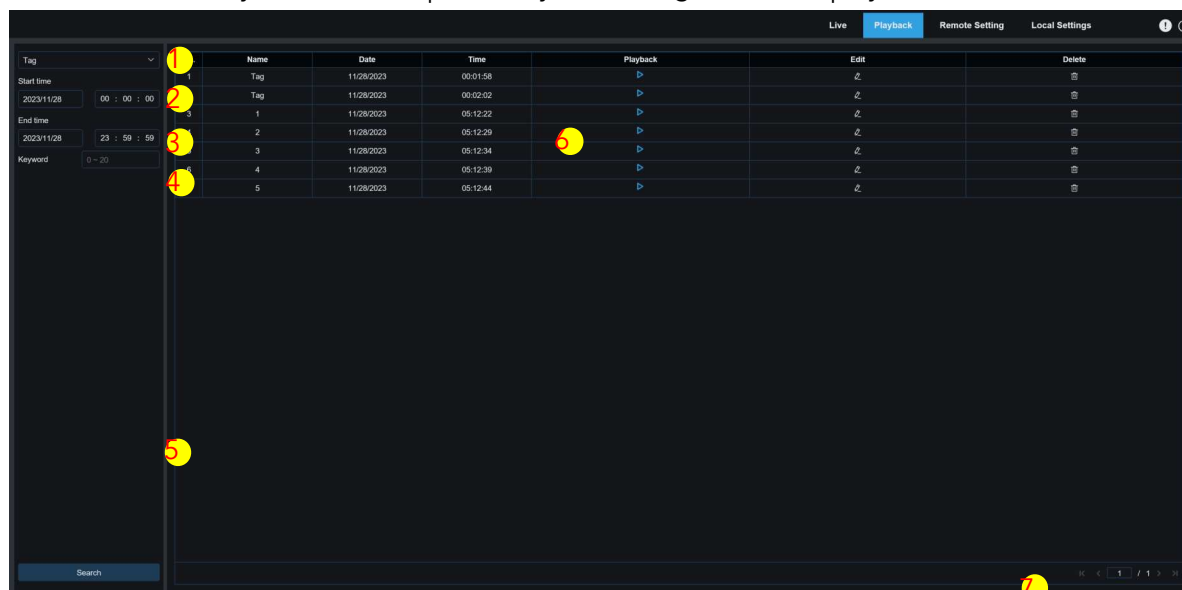 Live Playback Remote Setting Local Settings
Tag
Start time
2023/11/28 00 : 00 : 00
End time
2023/11/28 23 : 59 : 59
Keyword 0 ~ 20
Search
1
2
3
4
5
6
7
Name Date Time Playback Edit Delete
1 Tag 11/28/2023 00:01:58
Tag 11/28/2023 00:02:02
3 1 11/28/2023 05:12:22
2 11/28/2023 05:12:29
3 11/28/2023 05:12:34
6 4 11/28/2023 05:12:39
5 11/28/2023 05:12:44
1 / 1